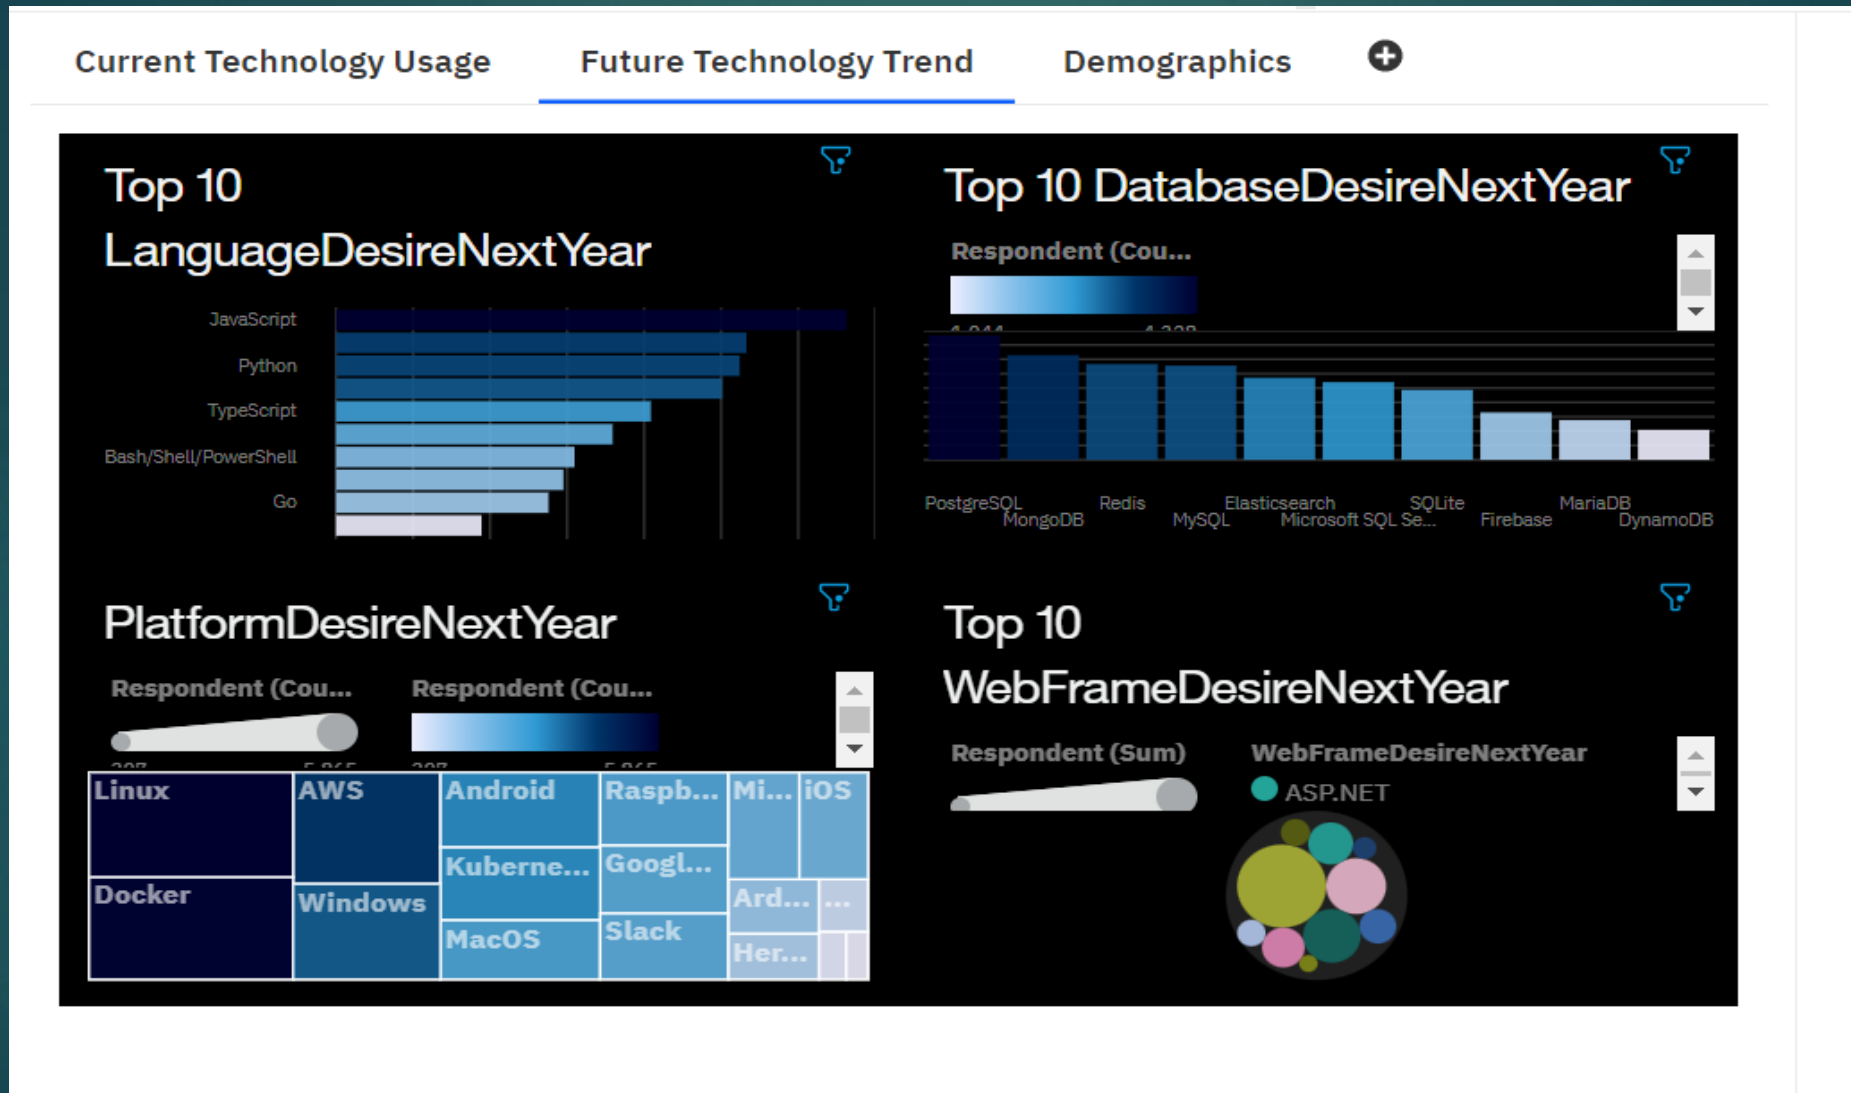 Current Technology Usage
Future Technology Trend
Demographics
Top 10
LanguageDesireNextYear
JavaScript
Python
TypeScript
Bash/Shell/PowerShell
Go
Top 10 DatabaseDesireNextYear
Respondent (Cou...
PostgreSQL
MongoDB
Redis
MySQL
Elasticsearch
Microsoft SQL Se...
SQLite
Firebase
MariaDB
DynamoDB
PlatformDesireNextYear
Respondent (Cou...
Respondent (Cou...
Linux
Docker
AWS
Windows
Android
Kuberne...
MacOS
Raspb...
Googl...
Slack
Mi...
iOS
Ard...
...
Her...
Top 10
WebFrameDesireNextYear
Respondent (Sum)
WebFrameDesireNextYear
ASP.NET